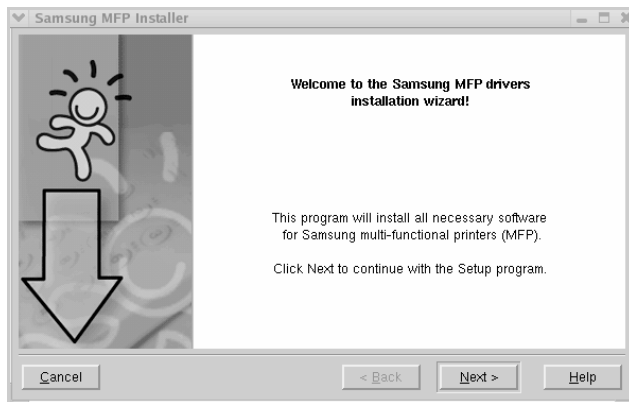 Samsung MFP Installer
Welcome to the Samsung MFP drivers
installation wizard!
This program will install all necessary software
for Samsung multi-functional printers (MFP).
Click Next to continue with the Setup program.
Cancel
< Back
Next >
Help